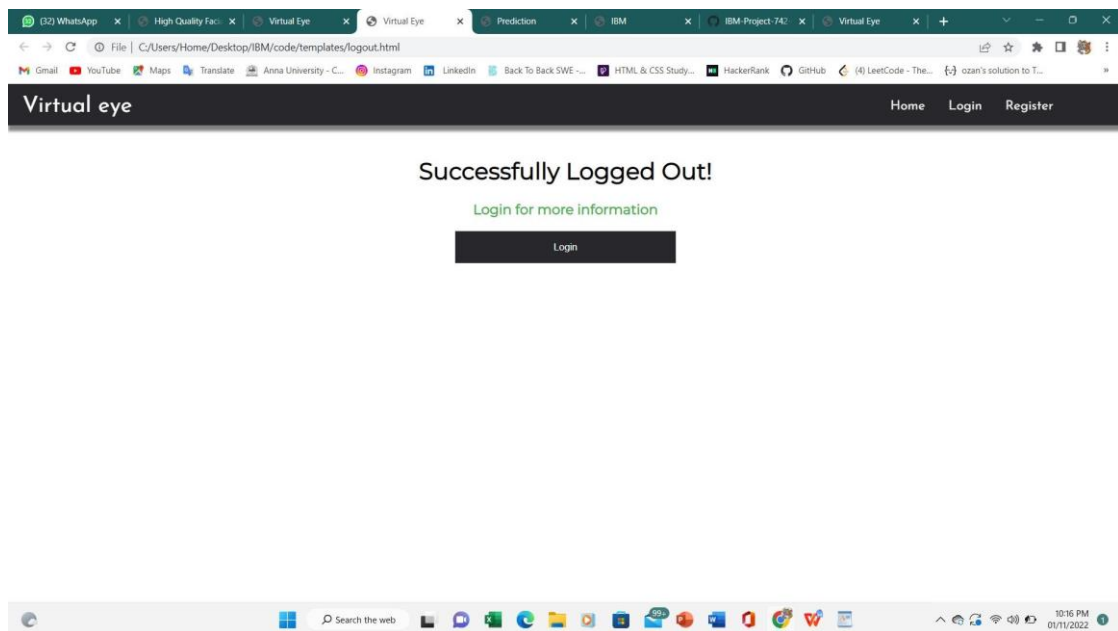 (32) WhatsApp
High Quality Faci
Virtual Eye
Virtual Eye
Prediction
IBM
IBM-Project-742
Virtual Eye
File | C:/Users/Home/Desktop/IBM/code/templates/logout.html
Gmail
YouTube
Maps
Translate
Anna University - C...
Instagram
LinkedIn
Back To Back SWE -...
HTML & CSS Study...
HackerRank
GitHub
(4) LeetCode - The...
ozan's solution to T...
»
Virtual eye
Home
Login
Register
Successfully Logged Out!
Login for more information
Login
Search the web
99+
10:16 PM
01/11/2022
1